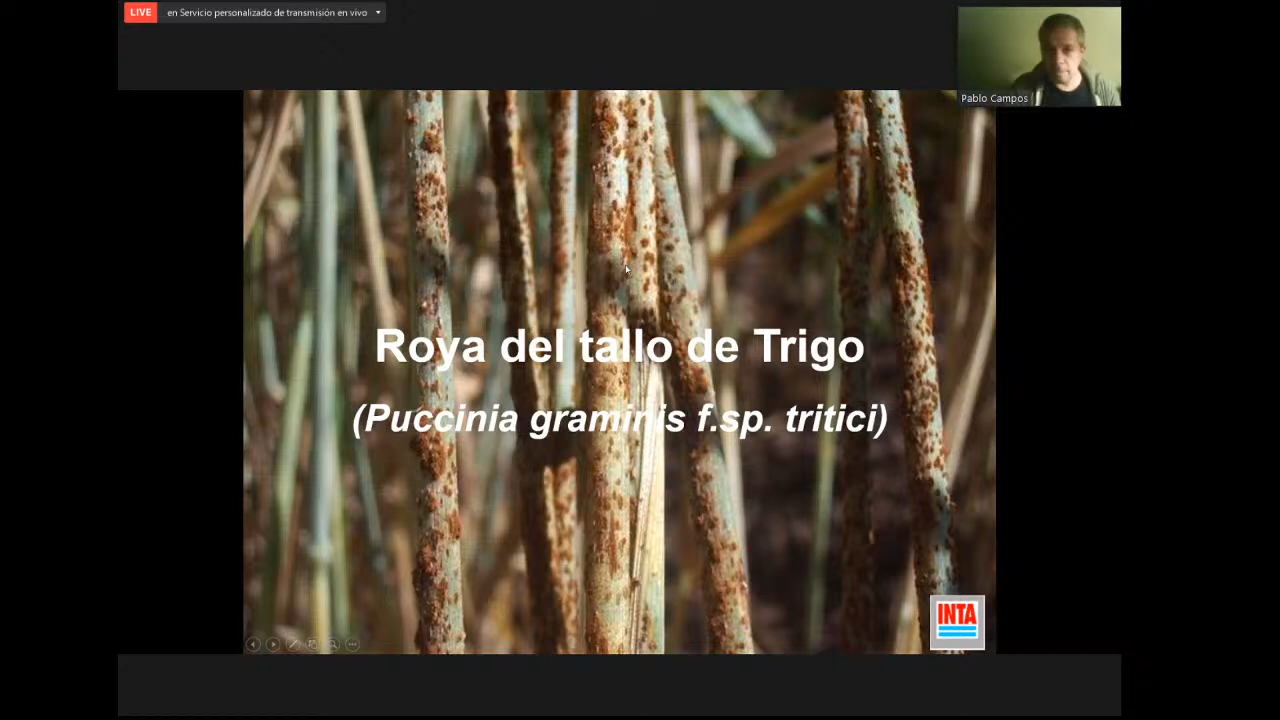 LIVE en Servicio personalizado de transmisión en vivo
Pablo Campos
Roya del tallo de Trigo
(Puccinia graminis f.sp. tritici)
INTA